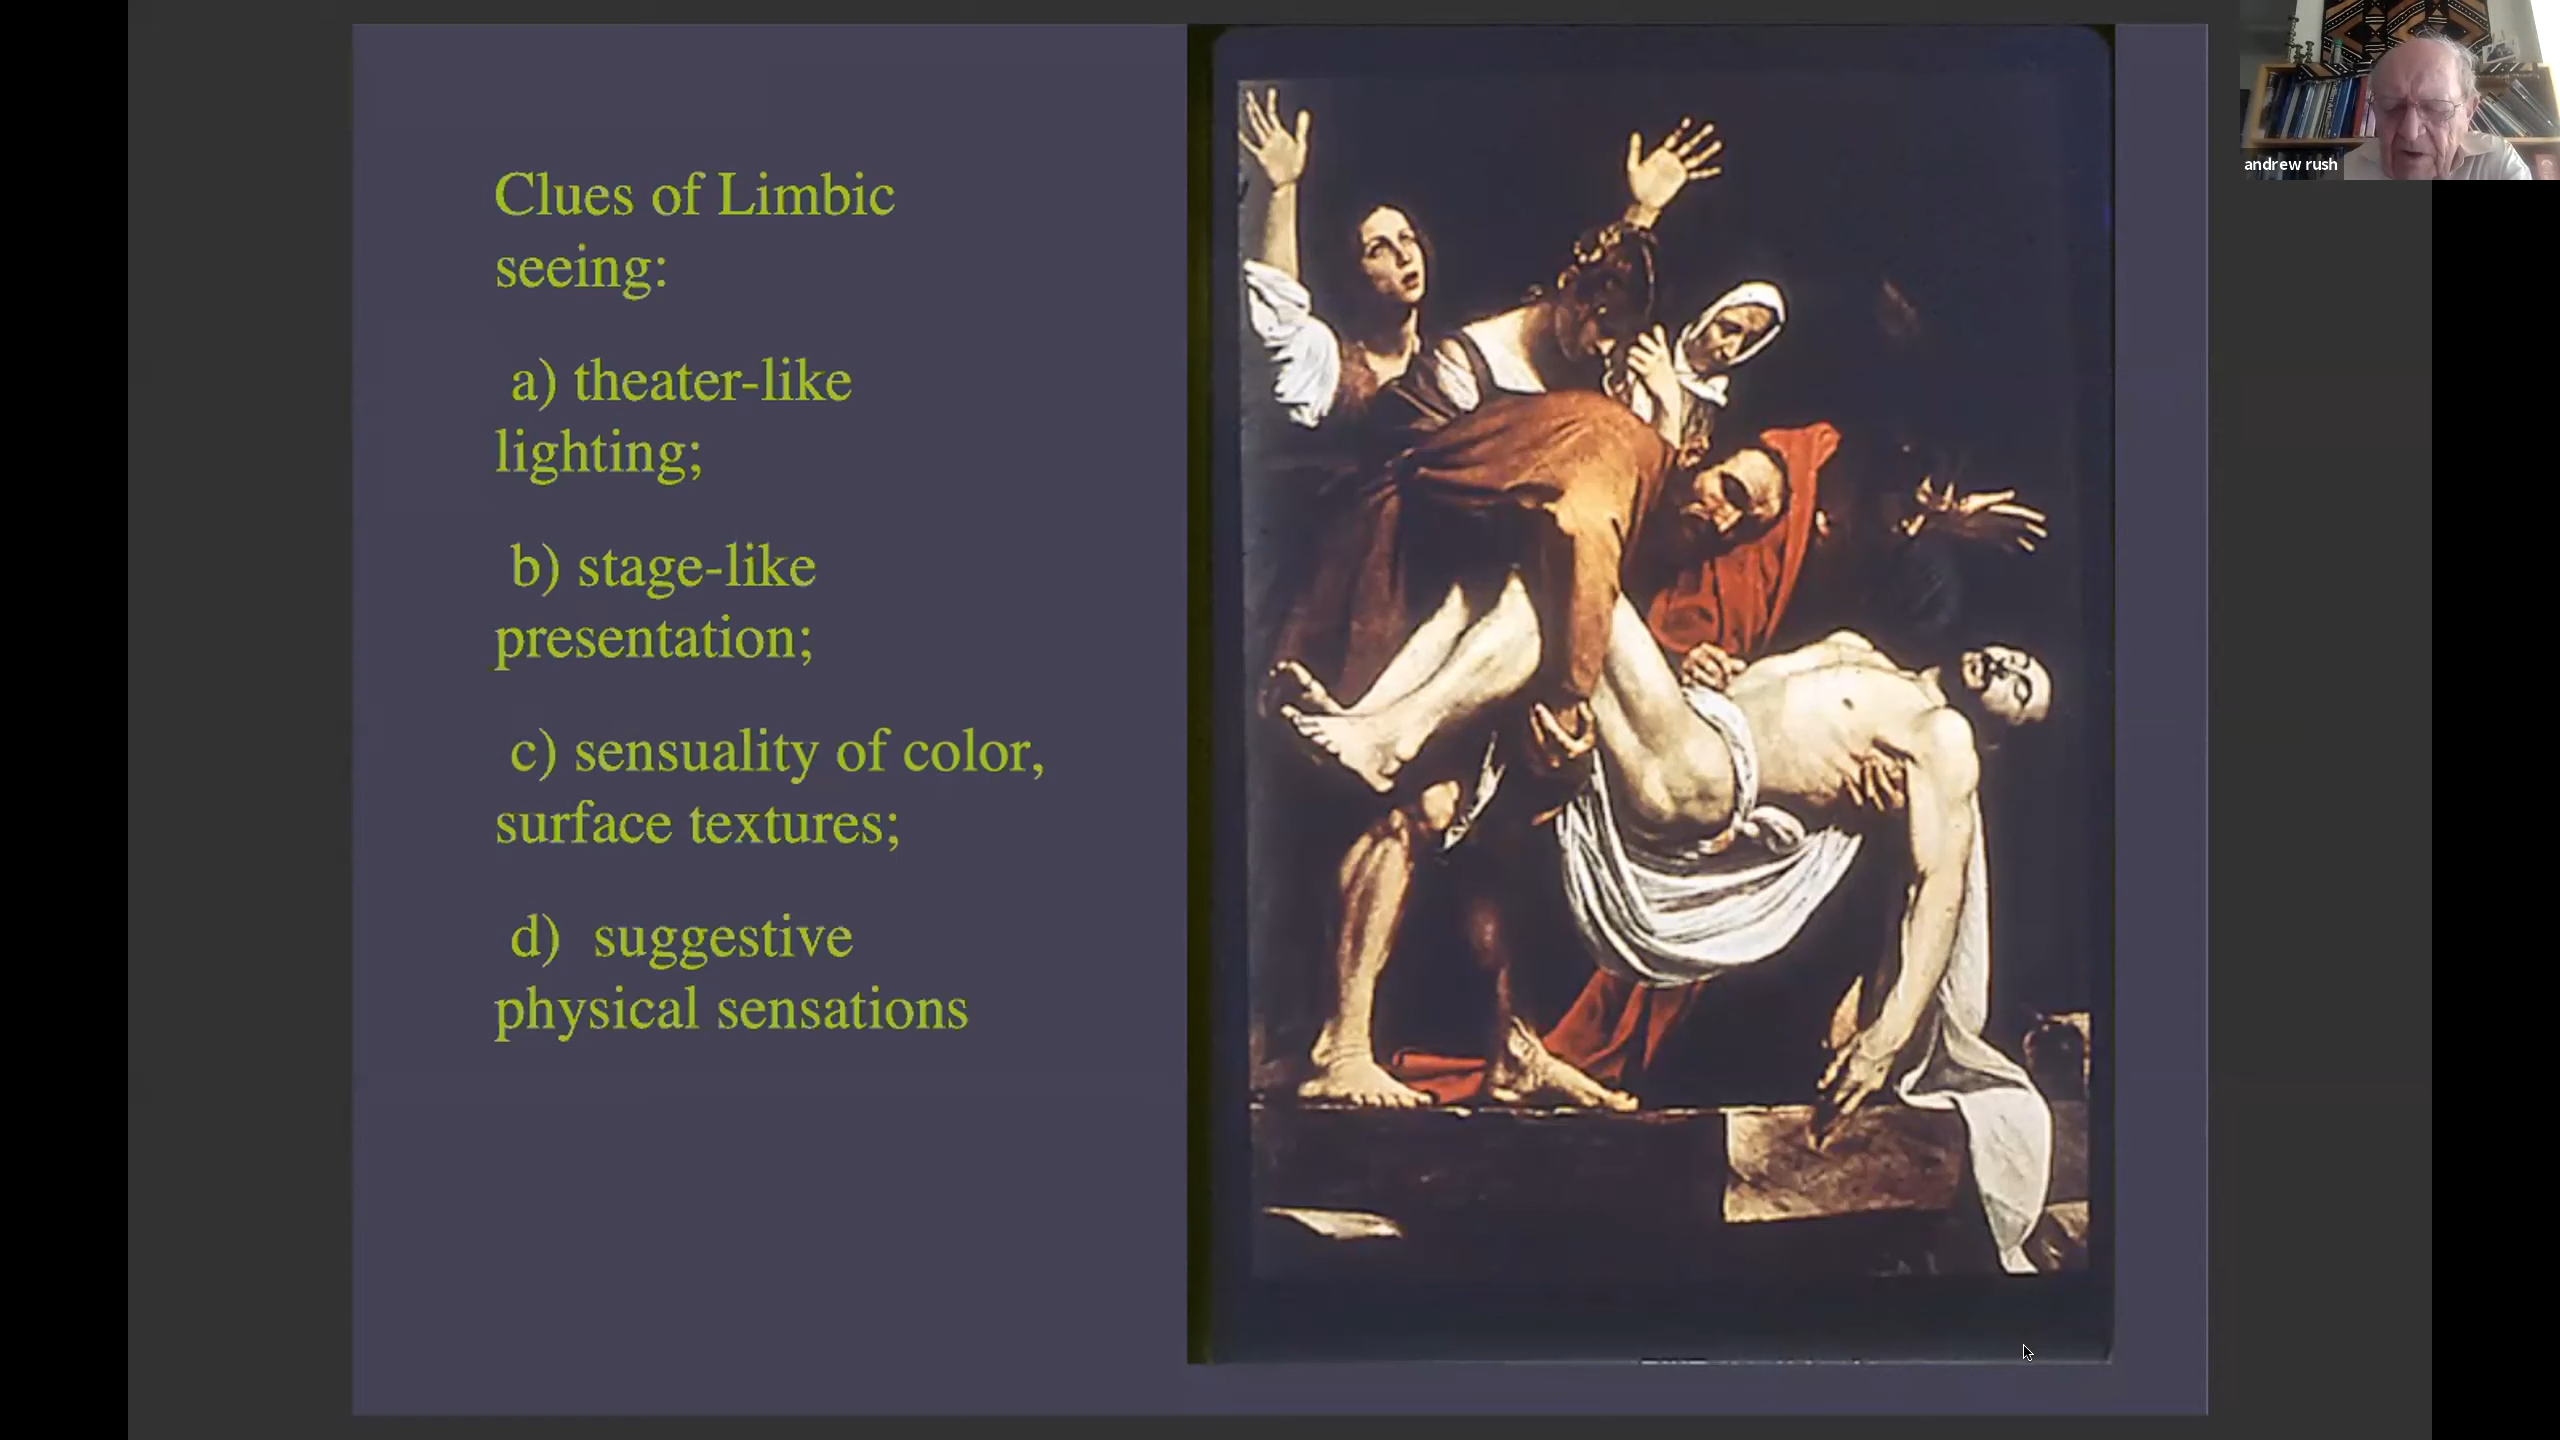 Clues of Limbic
seeing:
a) theater-like
lighting;
b) stage-like
presentation;
c) sensuality of color,
surface textures;
d) suggestive
physical sensations
andrew rush